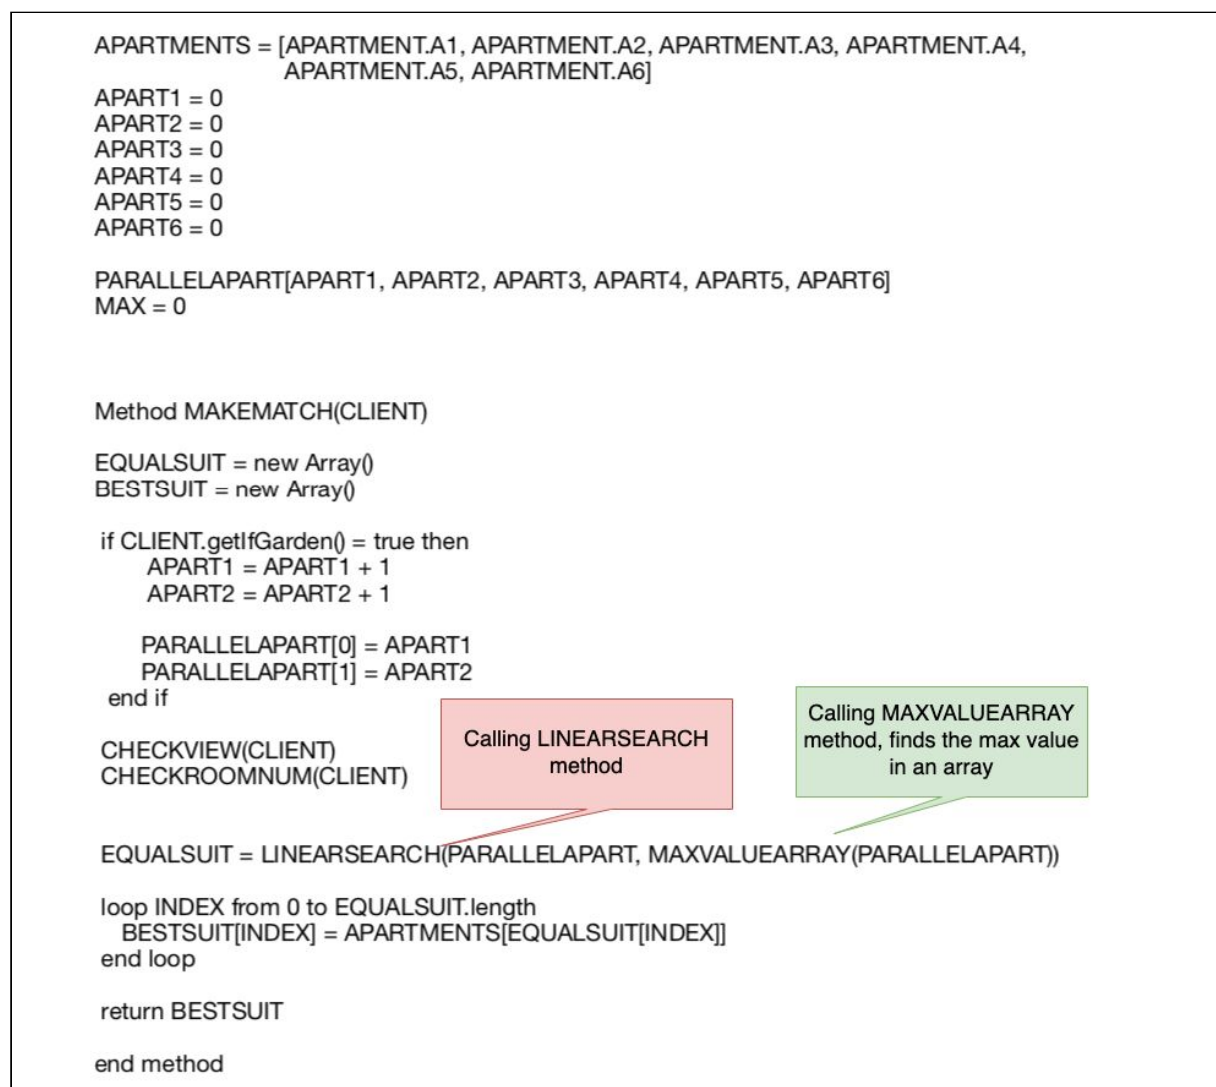 APARTMENTS = [APARTMENT.A1, APARTMENT.A2, APARTMENT.A3, APARTMENT.A4,
APARTMENT.A5, APARTMENT.A6]
APART1 = 0
APART2 = 0
APART3 = 0
APART4 = 0
APART5 = 0
APART6 = 0
PARALLELAPART[APART1, APART2, APART3, APART4, APART5, APART6]
MAX = 0
Method MAKEMATCH(CLIENT)
EQUALSUIT = new Array()
BESTSUIT = new Array()
if CLIENT.getIfGarden() = true then
APART1 = APART1 + 1
APART2 = APART2 + 1
PARALLELAPART[0] = APART1
PARALLELAPART[1] = APART2
end if
CHECKVIEW(CLIENT)
CHECKROOMNUM(CLIENT)
Calling LINEARSEARCH
method
Calling MAXVALUEARRAY
method, finds the max value
in an array
EQUALSUIT = LINEARSEARCH(PARALLELAPART, MAXVALUEARRAY(PARALLELAPART))
loop INDEX from 0 to EQUALSUIT.length
BESTSUIT[INDEX] = APARTMENTS[EQUALSUIT[INDEX]]
end loop
return BESTSUIT
end method